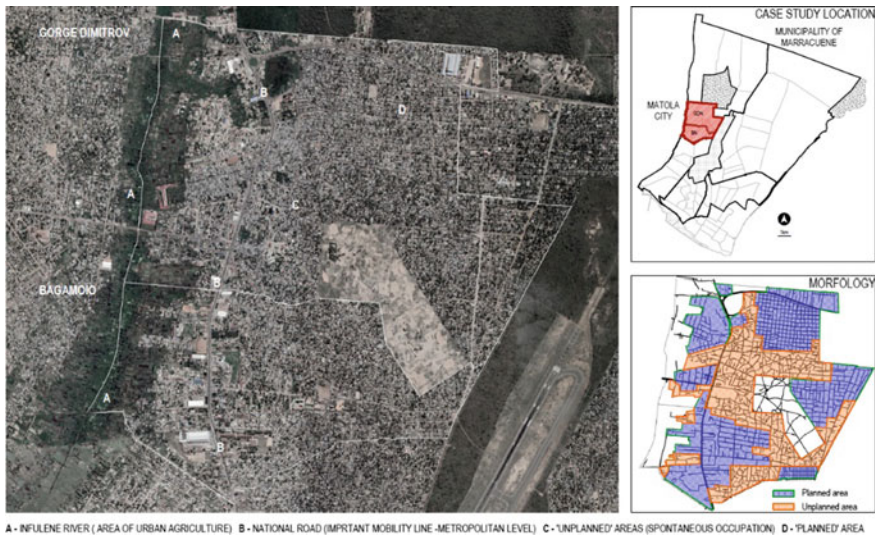 GORGE DIMITROV
A
B
D
A
C
BAGAMOIO
B
A
B
CASE STUDY LOCATION
MUNICIPALITY OF
MARRACUENE
MATOLA
CITY
A
MORFOLOGY
Planned area
Unplanned area
A - INFULENE RIVER ( AREA OF URBAN AGRICULTURE) B - NATIONAL ROAD (IMPRTANT MOBILITY LINE -METROPOLITAN LEVEL) C - 'UNPLANNED' AREAS (SPONTANEOUS OCCUPATION) D - 'PLANNED' AREA